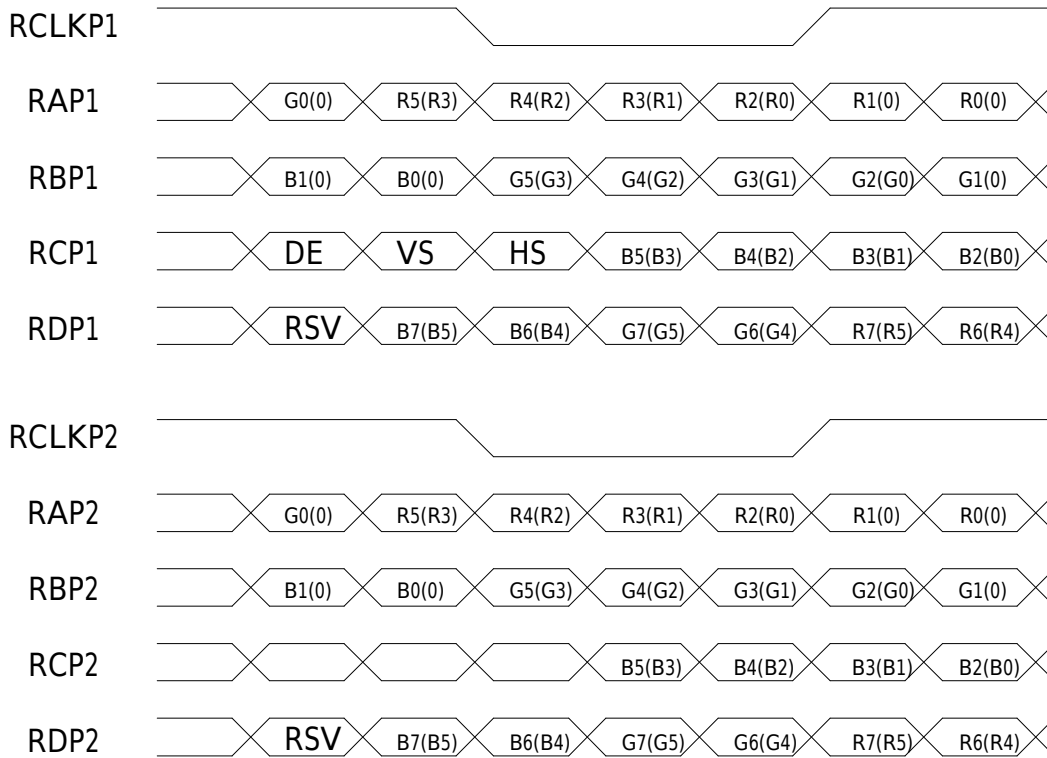 RCLKP1
RAP1 G0(0) R5(R3) R4(R2) R3(R1) R2(R0) R1(0) R0(0)
RBP1 B1(0) B0(0) G5(G3) G4(G2) G3(G1) G2(G0) G1(0)
RCP1 DE VS HS B5(B3) B4(B2) B3(B1) B2(B0)
RDP1 RSV B7(B5) B6(B4) G7(G5) G6(G4) R7(R5) R6(R4)
RCLKP2
RAP2 G0(0) R5(R3) R4(R2) R3(R1) R2(R0) R1(0) R0(0)
RBP2 B1(0) B0(0) G5(G3) G4(G2) G3(G1) G2(G0) G1(0)
RCP2 B5(B3) B4(B2) B3(B1) B2(B0)
RDP2 RSV B7(B5) B6(B4) G7(G5) G6(G4) R7(R5) R6(R4)